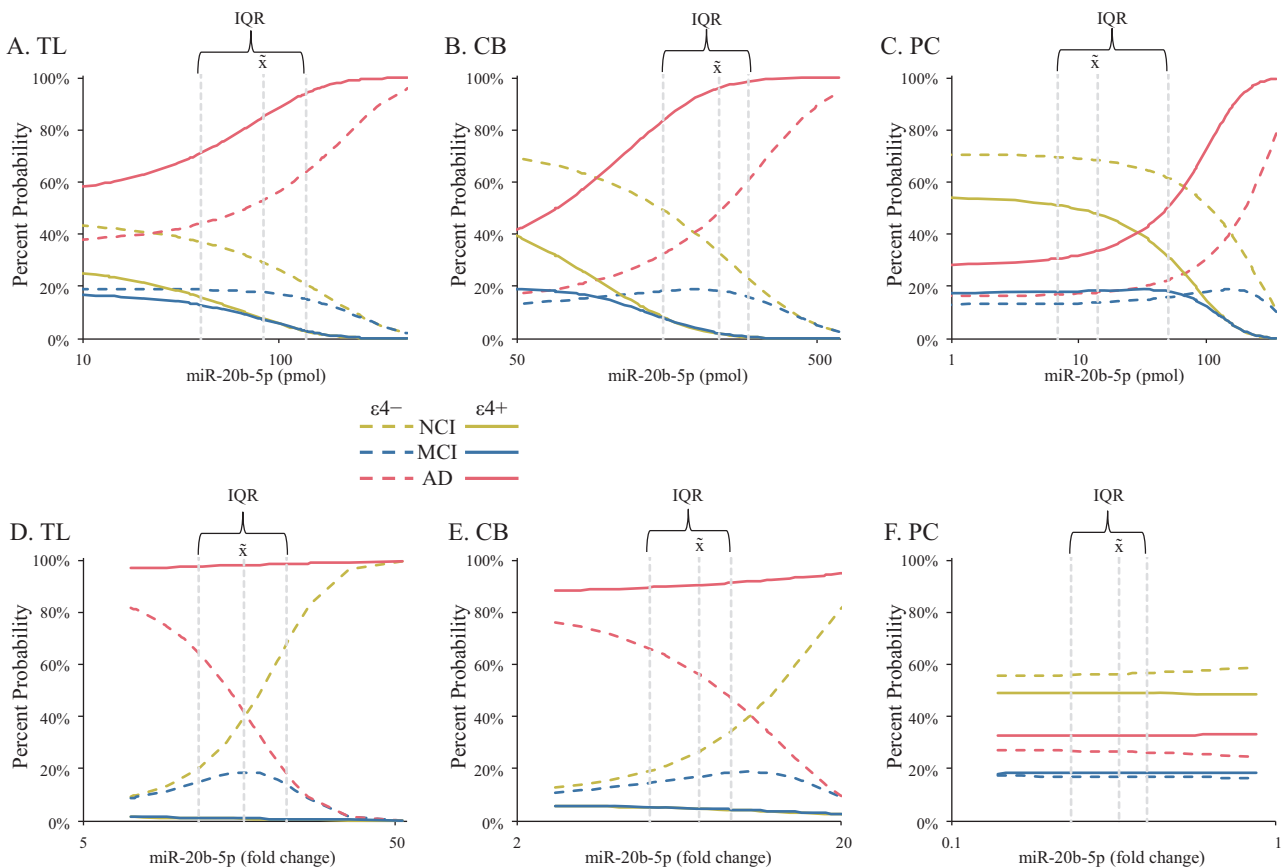 IQR
IQR
IQR
A. TL
B. CB
C. PC
x̃
x̃
x̃
100%
80%
60%
40%
20%
0%
Percent Probability
10
100
miR-20b-5p (pmol)
100%
80%
60%
40%
20%
0%
Percent Probability
50
500
miR-20b-5p (pmol)
100%
80%
60%
40%
20%
0%
Percent Probability
1
10
100
miR-20b-5p (pmol)
ε4− ε4+
NCI
MCI
AD
IQR
IQR
IQR
D. TL
E. CB
F. PC
x̃
x̃
x̃
100%
80%
60%
40%
20%
0%
Percent Probability
5
50
miR-20b-5p (fold change)
100%
80%
60%
40%
20%
0%
Percent Probability
2
20
miR-20b-5p (fold change)
100%
80%
60%
40%
20%
0%
Percent Probability
0.1
1
miR-20b-5p (fold change)